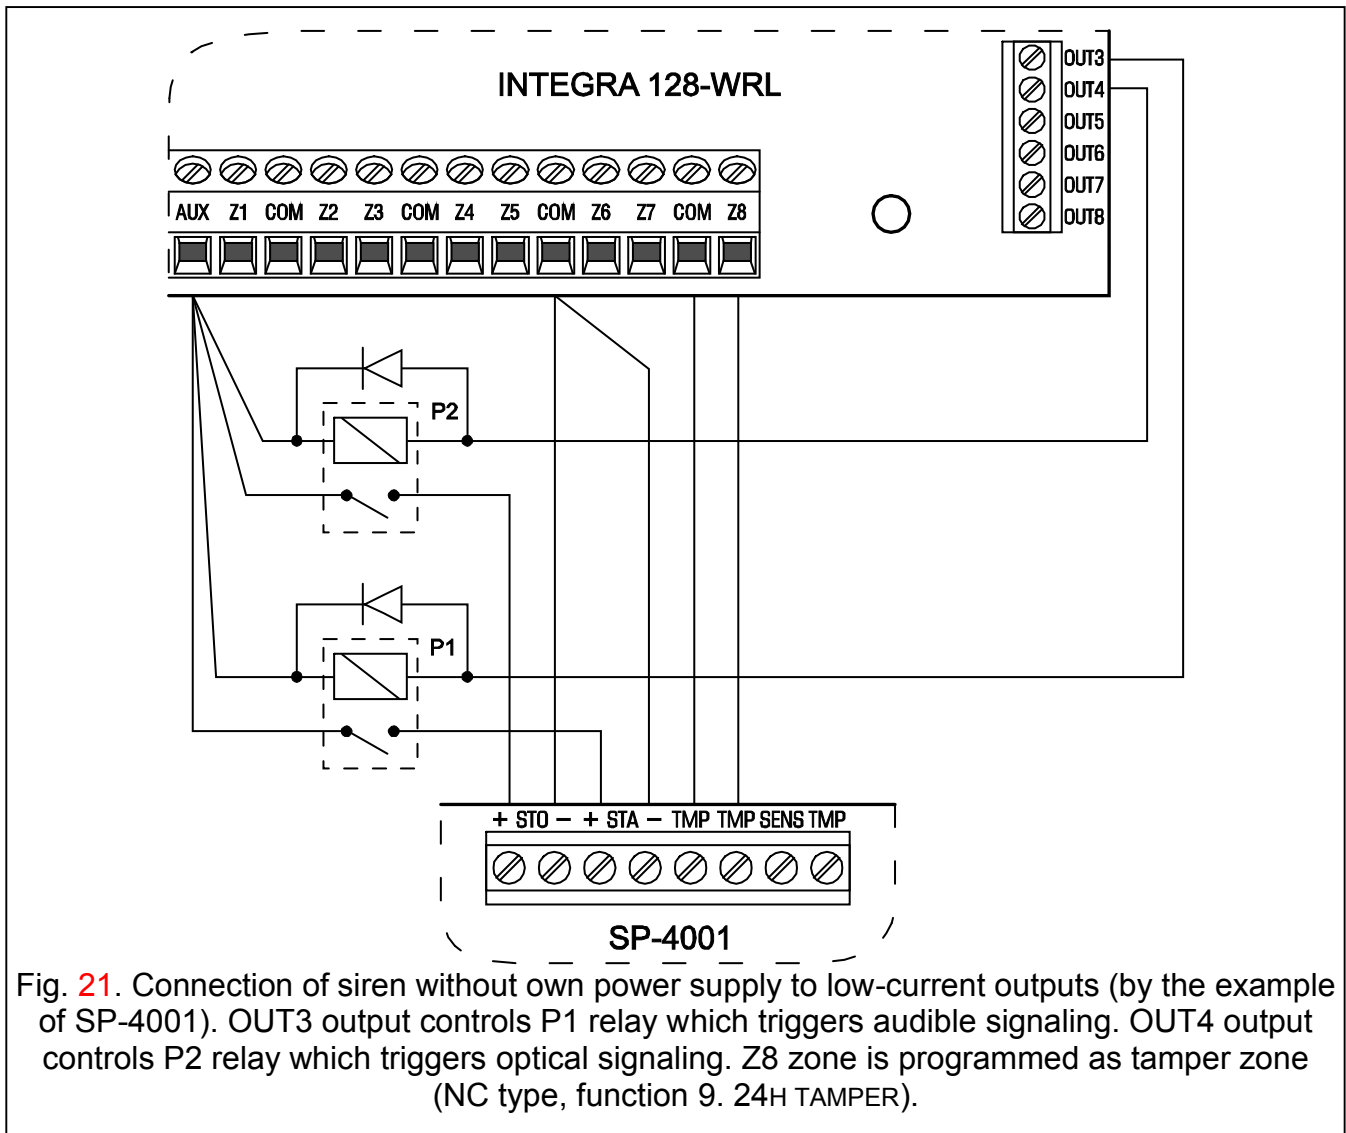 INTEGRA 128-WRL
OUT3
OUT4
OUT5
OUT6
OUT7
OUT8
AUX Z1 COM Z2 Z3 COM Z4 Z5 COM Z6 Z7 COM Z8
P2
P1
+ STO − + STA − TMP TMP SENS TMP
SP-4001
Fig. 21. Connection of siren without own power supply to low-current outputs (by the example
of SP-4001). OUT3 output controls P1 relay which triggers audible signaling. OUT4 output
controls P2 relay which triggers optical signaling. Z8 zone is programmed as tamper zone
(NC type, function 9. 24H TAMPER).